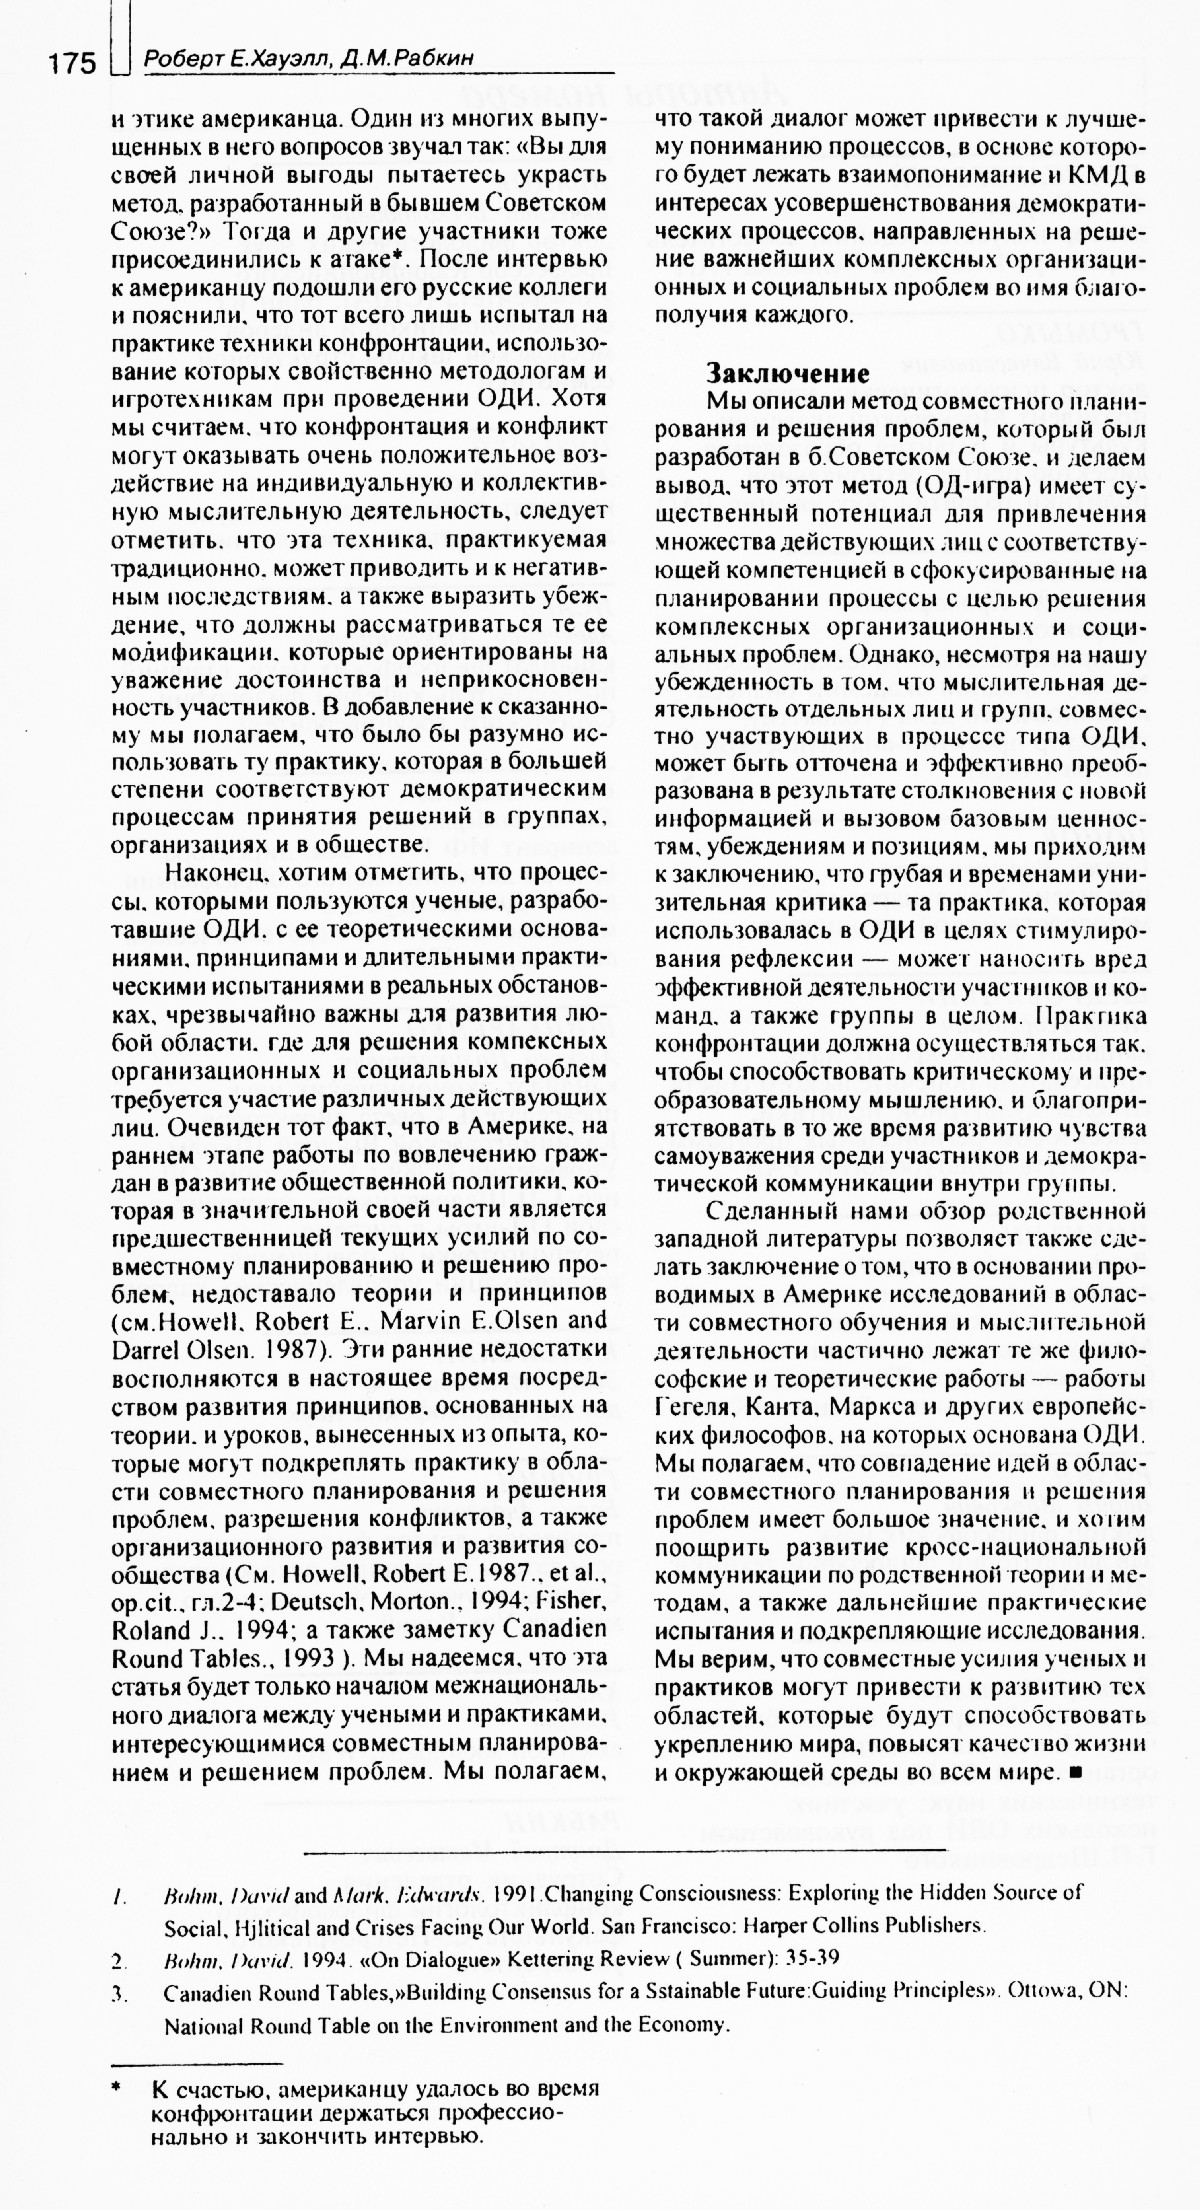 175
Роберт Е.Хауэлл, Д.М.Рабкин
и этике американца. Один из многих выпу-
щенных в него вопросов звучал так: «Вы для
своей личной выгоды пытаетесь украсть
метод, разработанный в бывшем Советском
Союзе?» Тогда и другие участники тоже
присоединились к атаке*. После интервью
к американцу подошли его русские коллеги
и пояснили, что тот всего лишь испытал на
практике техники конфронтации, использо-
вание которых свойственно методологам и
игротехникам при проведении ОДИ. Хотя
мы считаем, что конфронтация и конфликт
могут оказывать очень положительное воз-
действие на индивидуальную и коллектив-
ную мыслительную деятельность, следует
отметить, что эта техника, практикуемая
традиционно, может приводить и к негатив-
ным последствиям, а также выразить убеж-
дение, что должны рассматриваться те ее
модификации, которые ориентированы на
уважение достоинства и неприкосновен-
ность участников. В добавление к сказанно-
му мы полагаем, что было бы разумно ис-
пользовать ту практику, которая в большей
степени соответствуют демократическим
процессам принятия решений в группах,
организациях и в обществе.
Наконец, хотим отметить, что процес-
сы, которыми пользуются ученые, разрабо-
тавшие ОДИ, с ее теоретическими основа-
ниями, принципами и длительными практи-
ческими испытаниями в реальных обстанов-
ках, чрезвычайно важны для развития лю-
бой области, где для решения компексных
организационных и социальных проблем
требуется участие различных действующих
лиц. Очевиден тот факт, что в Америке, на
раннем этапе работы по вовлечению граж-
дан в развитие общественной политики, ко-
торая в значительной своей части является
предшественницей текущих усилий по со-
вместному планированию и решению про-
блем, недоставало теории и принципов
(см.Howell, Robert E., Marvin E.Olsen and
Darrel Olsen. 1987). Эти ранние недостатки
восполняются в настоящее время посред-
ством развития принципов, основанных на
теории, и уроков, вынесенных из опыта, ко-
торые могут подкреплять практику в обла-
сти совместного планирования и решения
проблем, разрешения конфликтов, а также
организационного развития и развития со-
общества (См. Howell, Robert E.1987., et al.,
op.cit., гл.2-4; Deutsch, Morton., 1994; Fisher,
Roland J., 1994; а также заметку Canadien
Round Tables., 1993 ). Мы надеемся, что эта
статья будет только началом межнациональ-
ного диалога между учеными и практиками,
интересующимися совместным планирова-
нием и решением проблем. Мы полагаем,
что такой диалог может привести к лучше-
му пониманию процессов, в основе которо-
го будет лежать взаимопонимание и КМД в
интересах усовершенствования демократи-
ческих процессов, направленных на реше-
ние важнейших комплексных организаци-
онных и социальных проблем во имя благо-
получия каждого.
Заключение
Мы описали метод совместного плани-
рования и решения проблем, который был
разработан в б.Советском Союзе, и делаем
вывод, что этот метод (ОД-игра) имеет су-
щественный потенциал для привлечения
множества действующих лиц с соответству-
ющей компетенцией в сфокусированные на
планировании процессы с целью решения
комплексных организационных и соци-
альных проблем. Однако, несмотря на нашу
убежденность в том, что мыслительная де-
ятельность отдельных лиц и групп, совмес-
тно участвующих в процессе типа ОДИ,
может быть отточена и эффективно преоб-
разована в результате столкновения с новой
информацией и вызовом базовым ценнос-
тям, убеждениям и позициям, мы приходим
к заключению, что грубая и временами уни-
зительная критика — та практика, которая
использовалась в ОДИ в целях стимулиро-
вания рефлексии — может наносить вред
эффективной деятельности участников и ко-
манд, а также группы в целом. Практика
конфронтации должна осуществляться так,
чтобы способствовать критическому и пре-
образовательному мышлению, и благопри-
ятствовать в то же время развитию чувства
самоуважения среди участников и демокра-
тической коммуникации внутри группы.
Сделанный нами обзор родственной
западной литературы позволяет также сде-
лать заключение о том, что в основании про-
водимых в Америке исследований в облас-
ти совместного обучения и мыслительной
деятельности частично лежат те же фило-
софские и теоретические работы — работы
Гегеля, Канта, Маркса и других европейс-
ких философов, на которых основана ОДИ.
Мы полагаем, что совпадение идей в облас-
ти совместного планирования и решения
проблем имеет большое значение, и хотим
поощрить развитие кросс-национальной
коммуникации по родственной теории и ме-
тодам, а также дальнейшие практические
испытания и подкрепляющие исследования.
Мы верим, что совместные усилия ученых и
практиков могут привести к развитию тех
областей, которые будут способствовать
укреплению мира, повысят качество жизни
и окружающей среды во всем мире. ■
1. Bohm, David and Mark, Edwards. 1991.Changing Consciousness: Exploring the Hidden Source of
Social, Hjlitical and Crises Facing Our World. San Francisco: Harper Collins Publishers.
2. Bohm, David. 1994. «On Dialogue» Kettering Review ( Summer): 35-39
3. Canadien Round Tables,»Building Consensus for a Sstainable Future:Guiding Principles». Ottowa, ON:
National Round Table on the Environment and the Economy.
* К счастью, американцу удалось во время
конфронтации держаться профессио-
нально и закончить интервью.